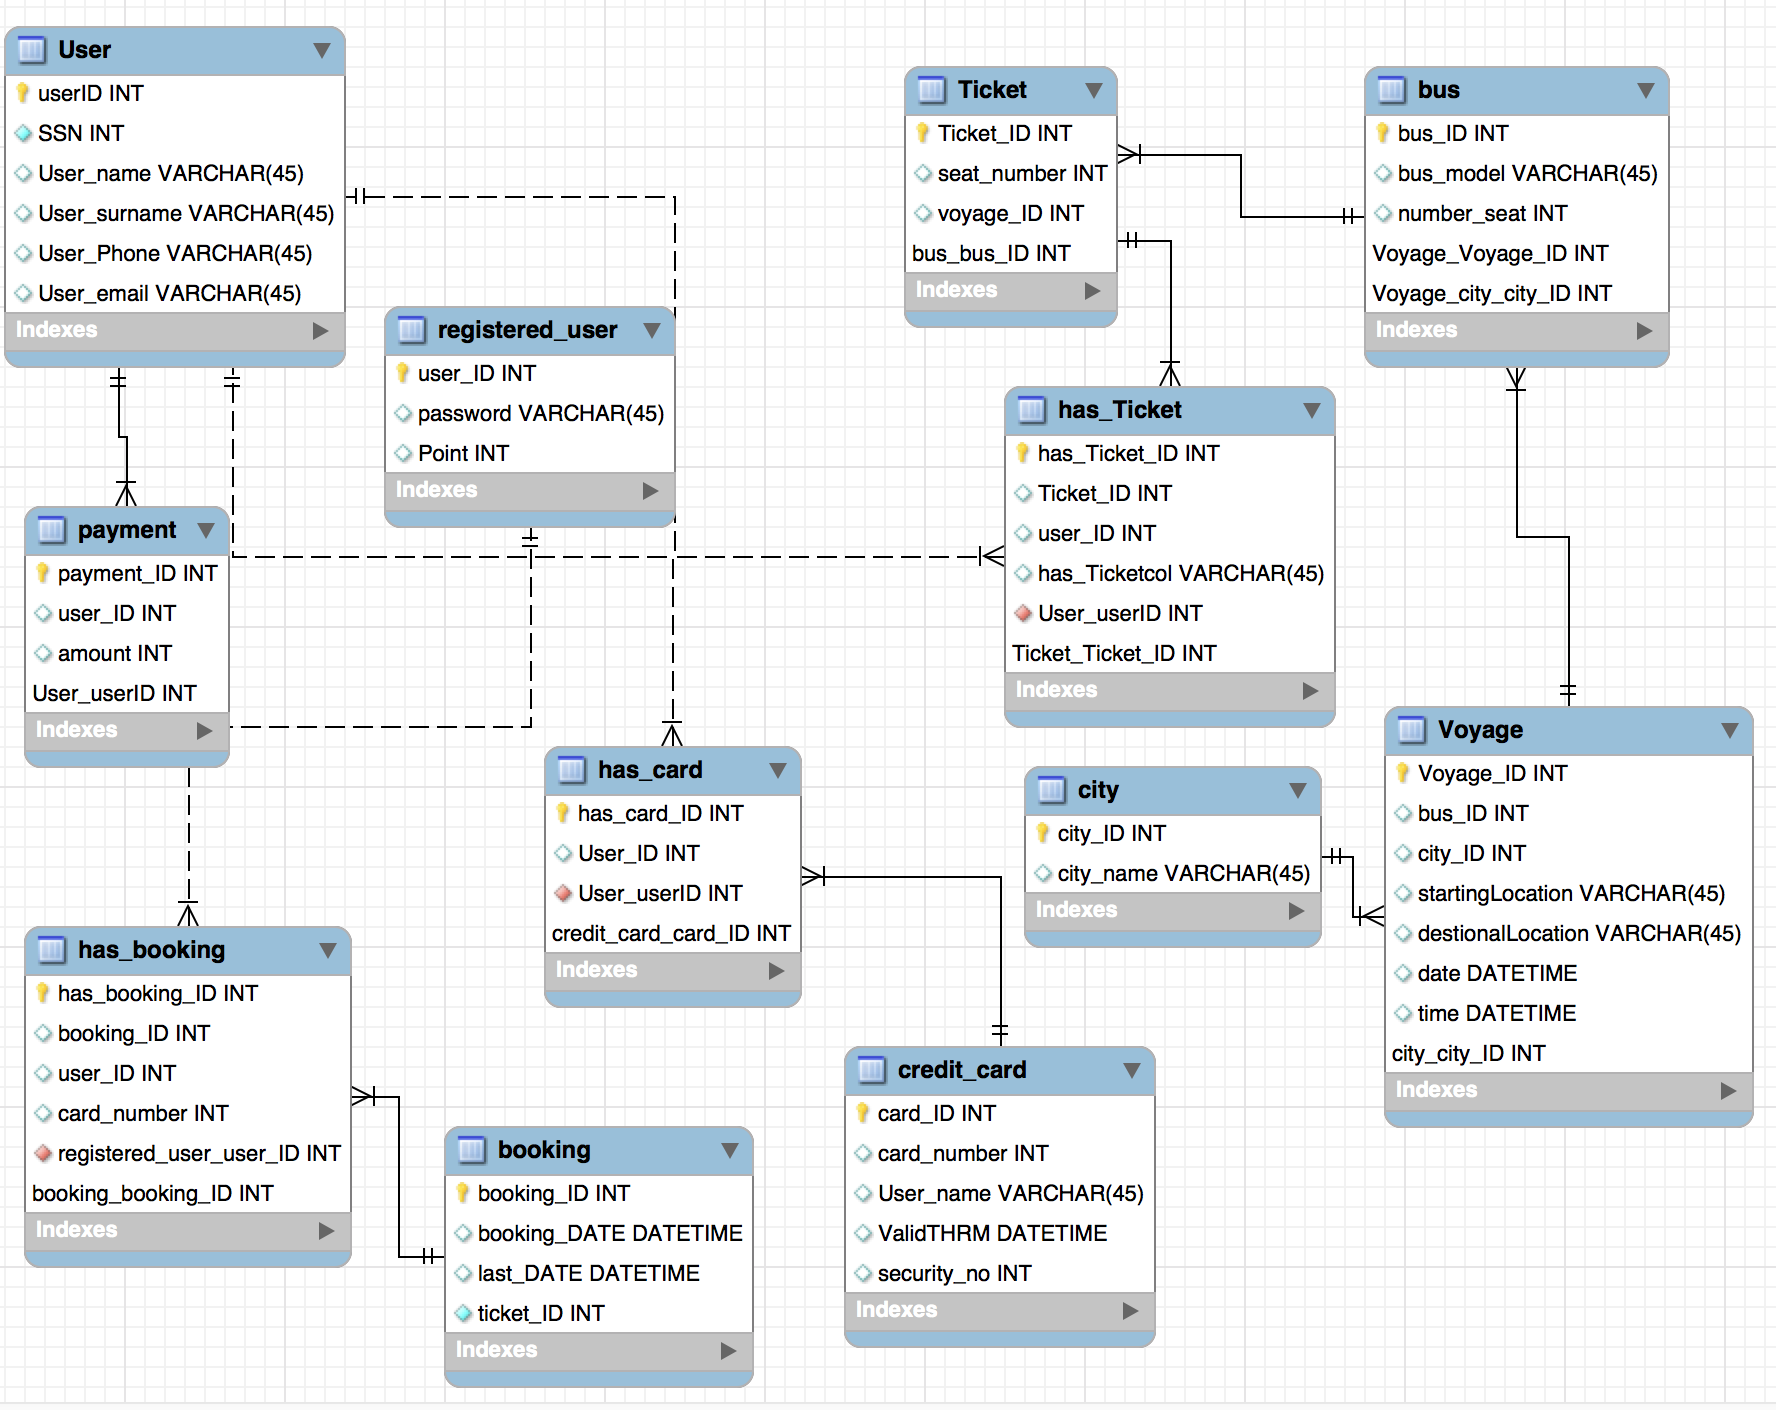 User
userID INT
SSN INT
User_name VARCHAR(45)
User_surname VARCHAR(45)
User_Phone VARCHAR(45)
User_email VARCHAR(45)
Indexes
registered_user
user_ID INT
password VARCHAR(45)
Point INT
Indexes
payment
payment_ID INT
user_ID INT
amount INT
User_userID INT
Indexes
has_booking
has_booking_ID INT
booking_ID INT
user_ID INT
card_number INT
registered_user_user_ID INT
booking_booking_ID INT
Indexes
booking
booking_ID INT
booking_DATE DATETIME
last_DATE DATETIME
ticket_ID INT
Indexes
has_card
has_card_ID INT
User_ID INT
User_userID INT
credit_card_card_ID INT
Indexes
credit_card
card_ID INT
card_number INT
User_name VARCHAR(45)
ValidTHRM DATETIME
security_no INT
Indexes
Ticket
Ticket_ID INT
seat_number INT
voyage_ID INT
bus_bus_ID INT
Indexes
has_Ticket
has_Ticket_ID INT
Ticket_ID INT
user_ID INT
has_Ticketcol VARCHAR(45)
User_userID INT
Ticket_Ticket_ID INT
Indexes
bus
bus_ID INT
bus_model VARCHAR(45)
number_seat INT
Voyage_Voyage_ID INT
Voyage_city_city_ID INT
Indexes
city
city_ID INT
city_name VARCHAR(45)
Indexes
Voyage
Voyage_ID INT
bus_ID INT
city_ID INT
startingLocation VARCHAR(45)
destionalLocation VARCHAR(45)
date DATETIME
time DATETIME
city_city_ID INT
Indexes